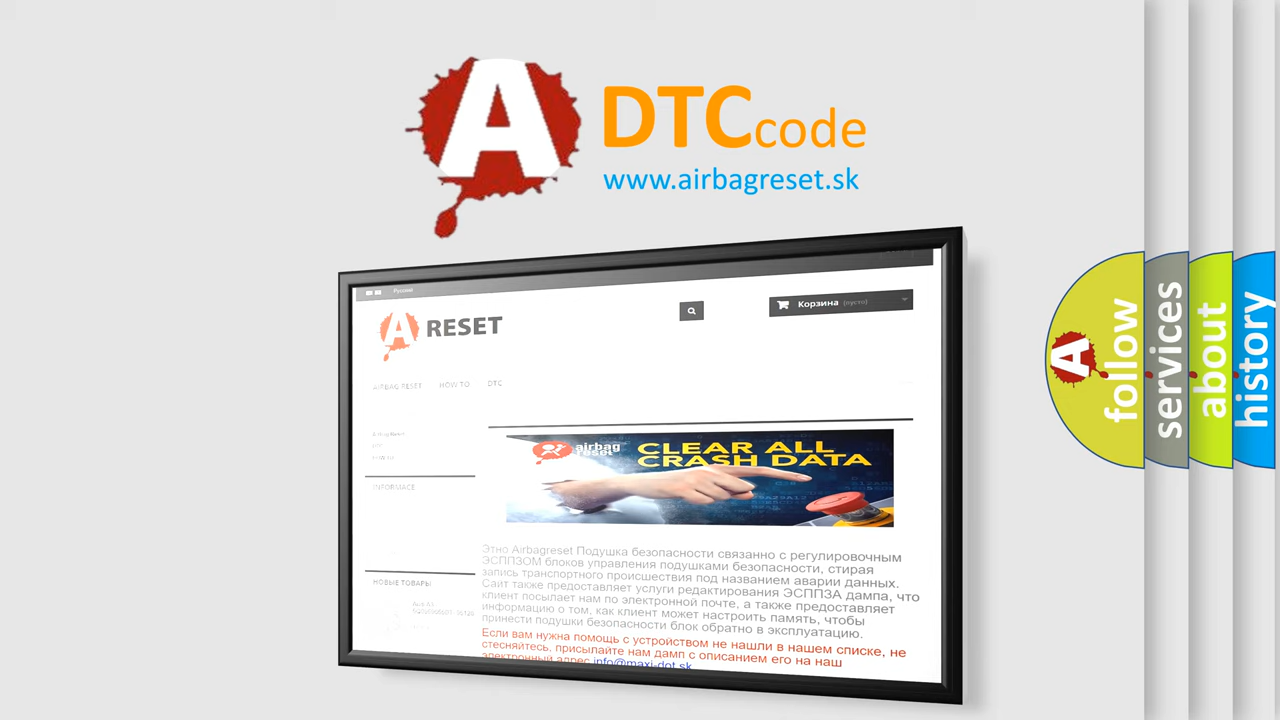 A DTC code
www.airbagreset.sk
Русский
A RESET
Корзина (пусто)
AIRBAG RESET HOW TO DTC
INFORMACE
НОВЫЕ ТОВАРЫ
airbag
reset
CLEAR ALL
CRASH DATA
Этно Airbagreset Подушка безопасности связанно с регулировочным
ЭСППЗОМ блоков управления подушками безопасности, стирая
запись транспортного происшествия под названием аварии данных.
Сайт также предоставляет услуги редактирования ЭСППЗА дампа, что
клиент посылает нам по электронной почте, а также предоставляет
информацию о том, как клиент может настроить память, чтобы
принести подушки безопасности блок обратно в эксплуатацию.
Если вам нужна помощь с устройством не нашли в нашем списке, не
стесняйтесь, присылайте нам дамп с описанием его на наш
электронный адрес info@maxi-dot.sk
A follow
services
about
history